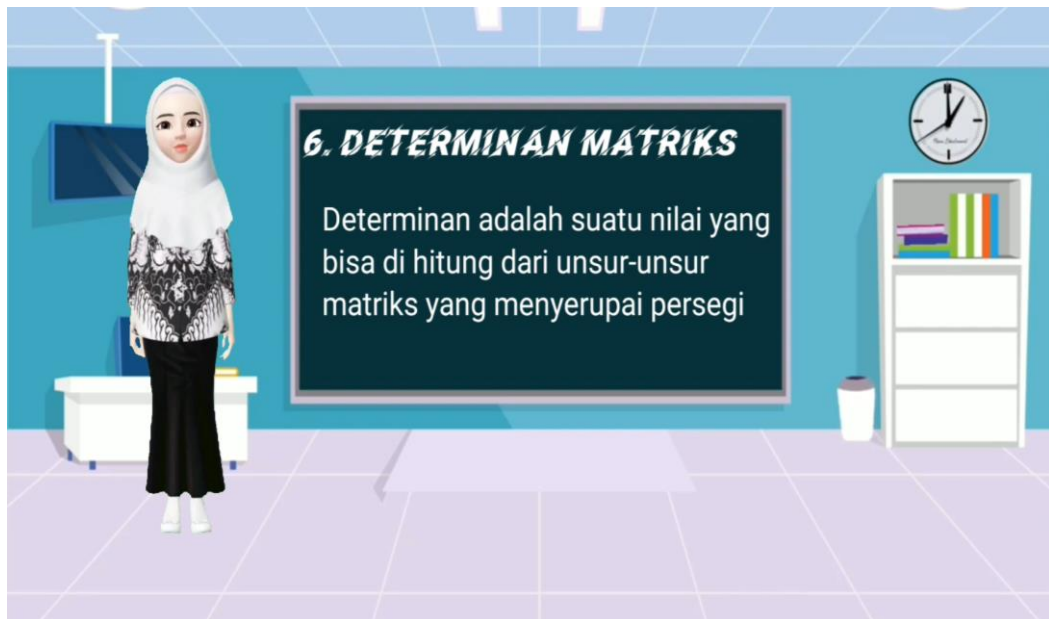 6. DETERMINAN MATRIKS
Determinan adalah suatu nilai yang
bisa di hitung dari unsur-unsur
matriks yang menyerupai persegi